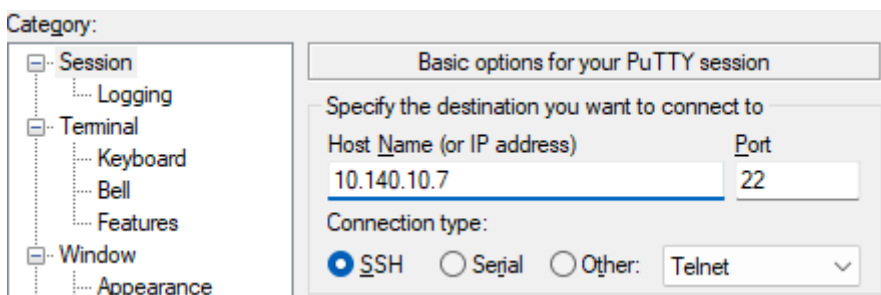 Category:
Session
Logging
Terminal
Keyboard
Bell
Features
Window
Appearance
Basic options for your PuTTY session
Specify the destination you want to connect to
Host Name (or IP address) Port
10.140.10.7 22
Connection type:
SSH Serial Other: Telnet